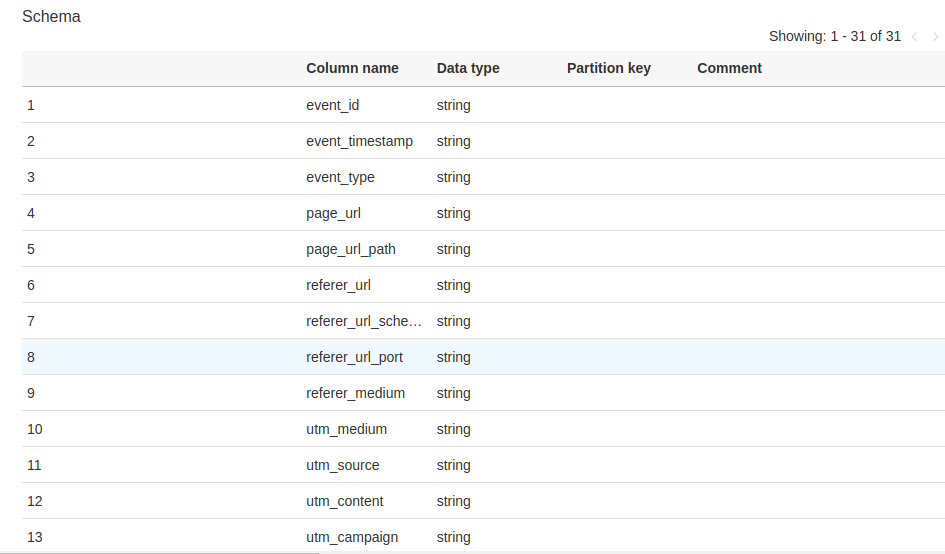 Schema
Showing: 1 - 31 of 31
Column name Data type Partition key Comment
1 event_id string
2 event_timestamp string
3 event_type string
4 page_url string
5 page_url_path string
6 referer_url string
7 referer_url_sche… string
8 referer_url_port string
9 referer_medium string
10 utm_medium string
11 utm_source string
12 utm_content string
13 utm_campaign string